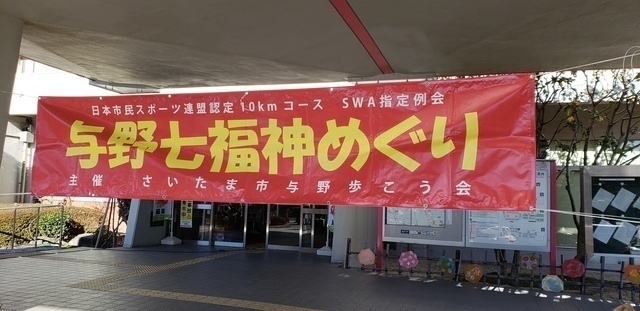 日本市民スポーツ連盟認定 10kmコース SWA指定例会
与野七福神めぐり
主催 さいたま市与野歩こう会